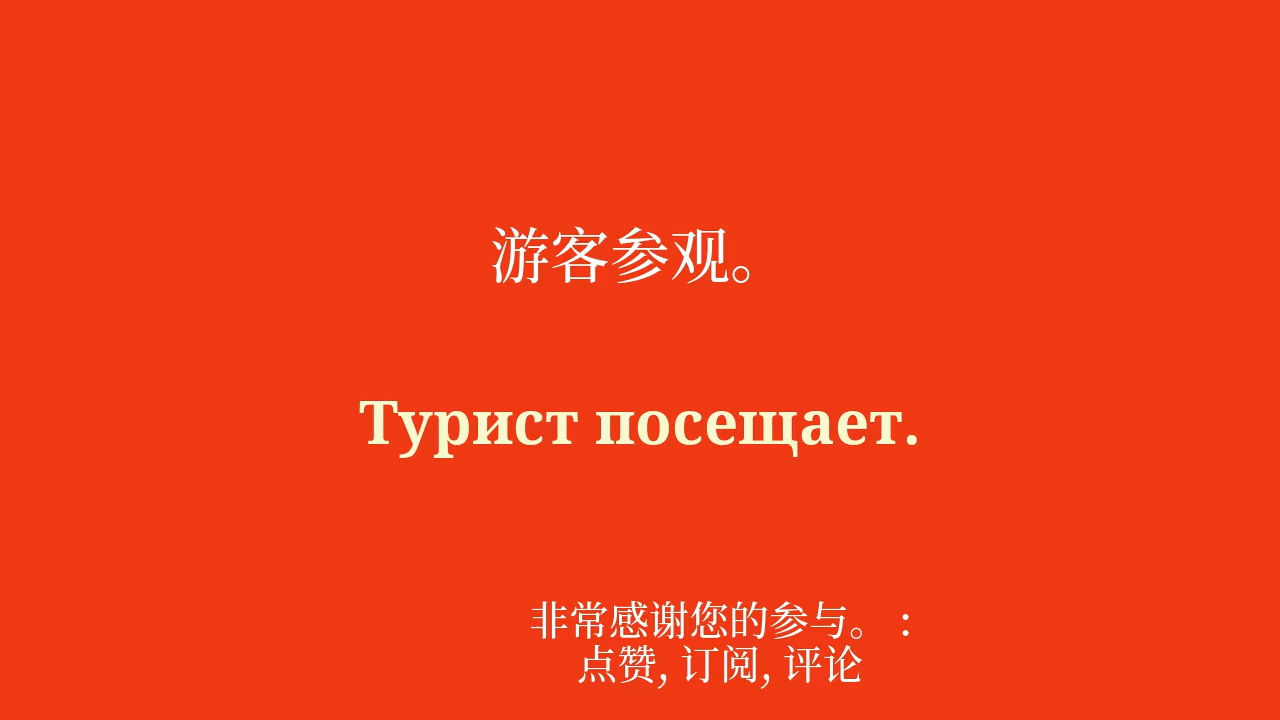 游客参观。
Турист посещает.
非常感谢您的参与。 :
点赞, 订阅, 评论